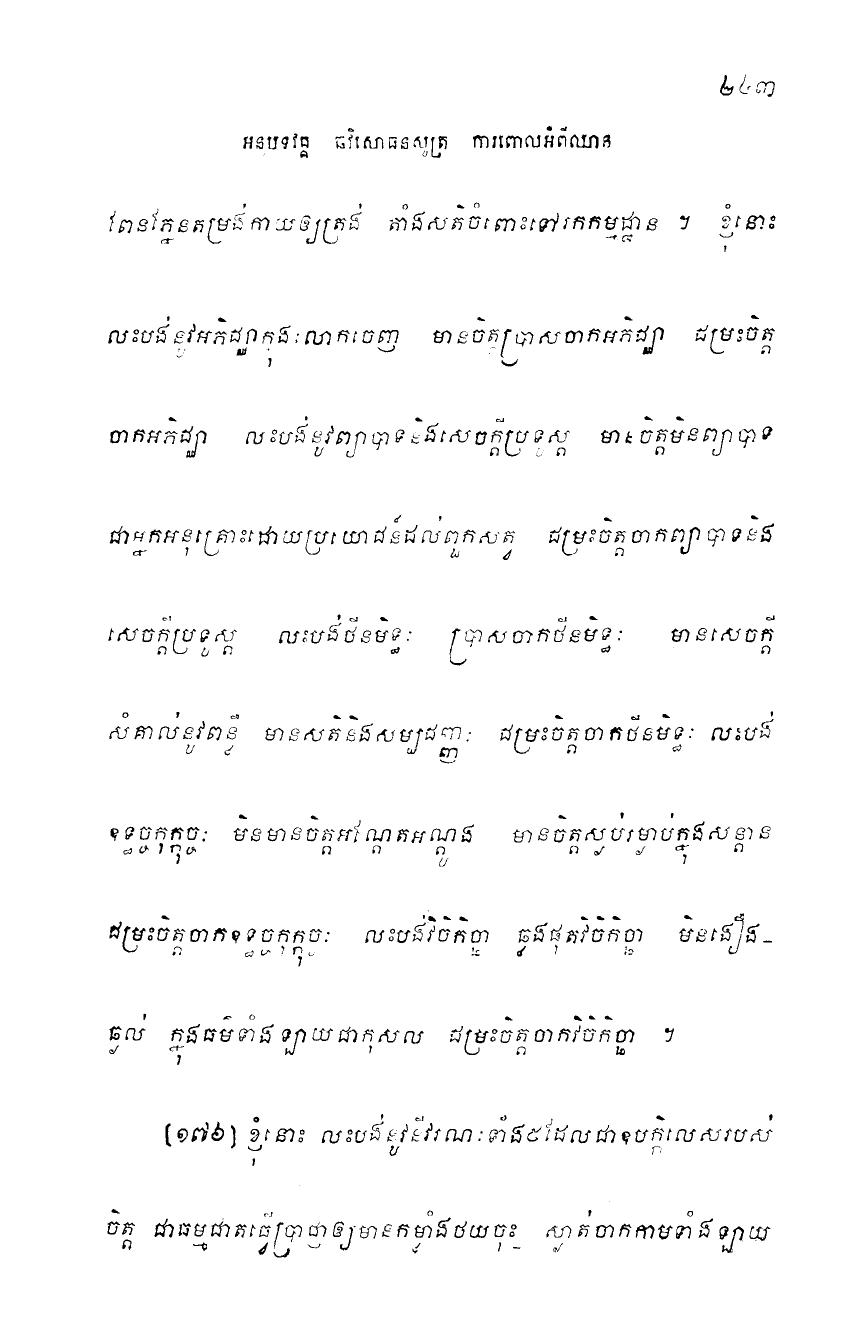 ២៤៣
អនុបទវគ្គ ឆវិសោធនសូត្រ ការពោលអំពីឈាន
ពែនភ្នែនតម្រង់កាយឲ្យត្រង់ តាំងសតិចំពោះទៅរកកម្មដ្ឋាន ។ ខ្ញុំនោះ
លះបង់នូវអភិជ្ឈាក្នុងលោកចេញ មានចិត្តប្រាសចាកអភិជ្ឈា ជម្រះចិត្ត
ចាកអភិជ្ឈា លះបង់នូវព្យាបាទនិងសេចក្តីប្រទូស្ត មានចិត្តមិនព្យាបាទ
ជាអ្នកអនុគ្រោះដោយប្រយោជន៍ដល់ពួកសត្វ ជម្រះចិត្តចាកព្យាបាទនិង
សេចក្តីប្រទូស្ត លះបង់ថីនមិទ្ធៈ ប្រាសចាកថីនមិទ្ធៈ មានសេចក្តី
សំគាល់នូវពន្លឺ មានសតិនិងសម្បជញ្ញៈ ជម្រះចិត្តចាកថីនមិទ្ធៈ លះបង់
ឧទ្ធច្ចកុក្កុច្ចៈ មិនមានចិត្តអណ្តែតអណ្តូង មានចិត្តស្ងប់រម្ងាប់ក្នុងសន្តាន
ជម្រះចិត្តចាកឧទ្ធច្ចកុក្កុច្ចៈ លះបង់វិចិកិច្ឆា ឆ្លងផុតវិចិកិច្ឆា មិនងឿង-
ឆ្ងល់ ក្នុងធម៌ទាំងឡាយជាកុសល ជម្រះចិត្តចាកវិចិកិច្ឆា ។
[១៧៦] ខ្ញុំនោះ លះបង់នូវនីវរណៈទាំង៥ដែលជាឧបក្កិលេសរបស់
ចិត្ត ជាធម្មជាតធ្វើប្រាជ្ញាឲ្យមានកម្លាំងថយចុះ ស្ងាត់ចាកកាមទាំងឡាយ